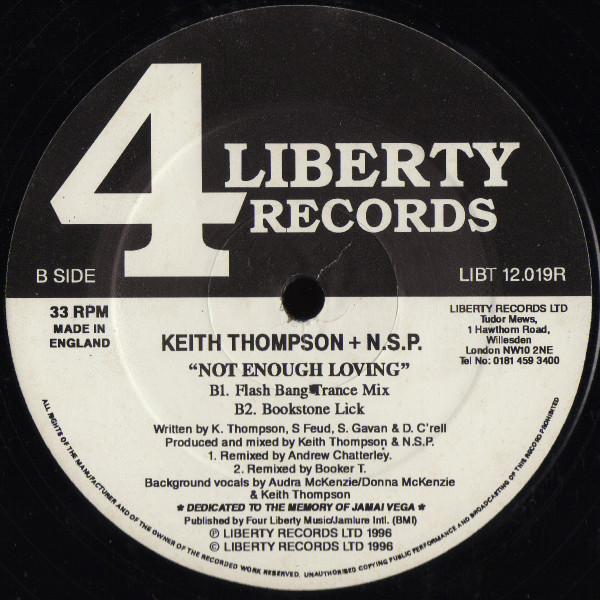 4 LIBERTY
RECORDS
B SIDE
LIBT 12.019R
33 RPM
MADE IN
ENGLAND
LIBERTY RECORDS LTD
Tudor Mews,
1 Hawthorn Road,
Willesden
London NW10 2NE
Tel No: 0181 459 3400
KEITH THOMPSON + N.S.P.
“NOT ENOUGH LOVING”
B1. Flash Bang Trance Mix
B2. Bookstone Lick
Written by K. Thompson, S Feud, S. Gavan & D. C'rell
Produced and mixed by Keith Thompson & N.S.P.
1. Remixed by Andrew Chatterley.
2. Remixed by Booker T.
Background vocals by Audra McKenzie/Donna McKenzie
& Keith Thompson
* DEDICATED TO THE MEMORY OF JAMAI VEGA *
Published by Four Liberty Music/Jamlure Intl. (BMI)
℗ LIBERTY RECORDS LTD 1996
© LIBERTY RECORDS LTD 1996
ALL RIGHTS OF THE MANUFACTURER AND OF THE OWNER OF THE RECORDED WORK RESERVED. UNAUTHORISED COPYING PUBLIC PERFORMANCE AND BROADCASTING OF THIS RECORD PROHIBITED